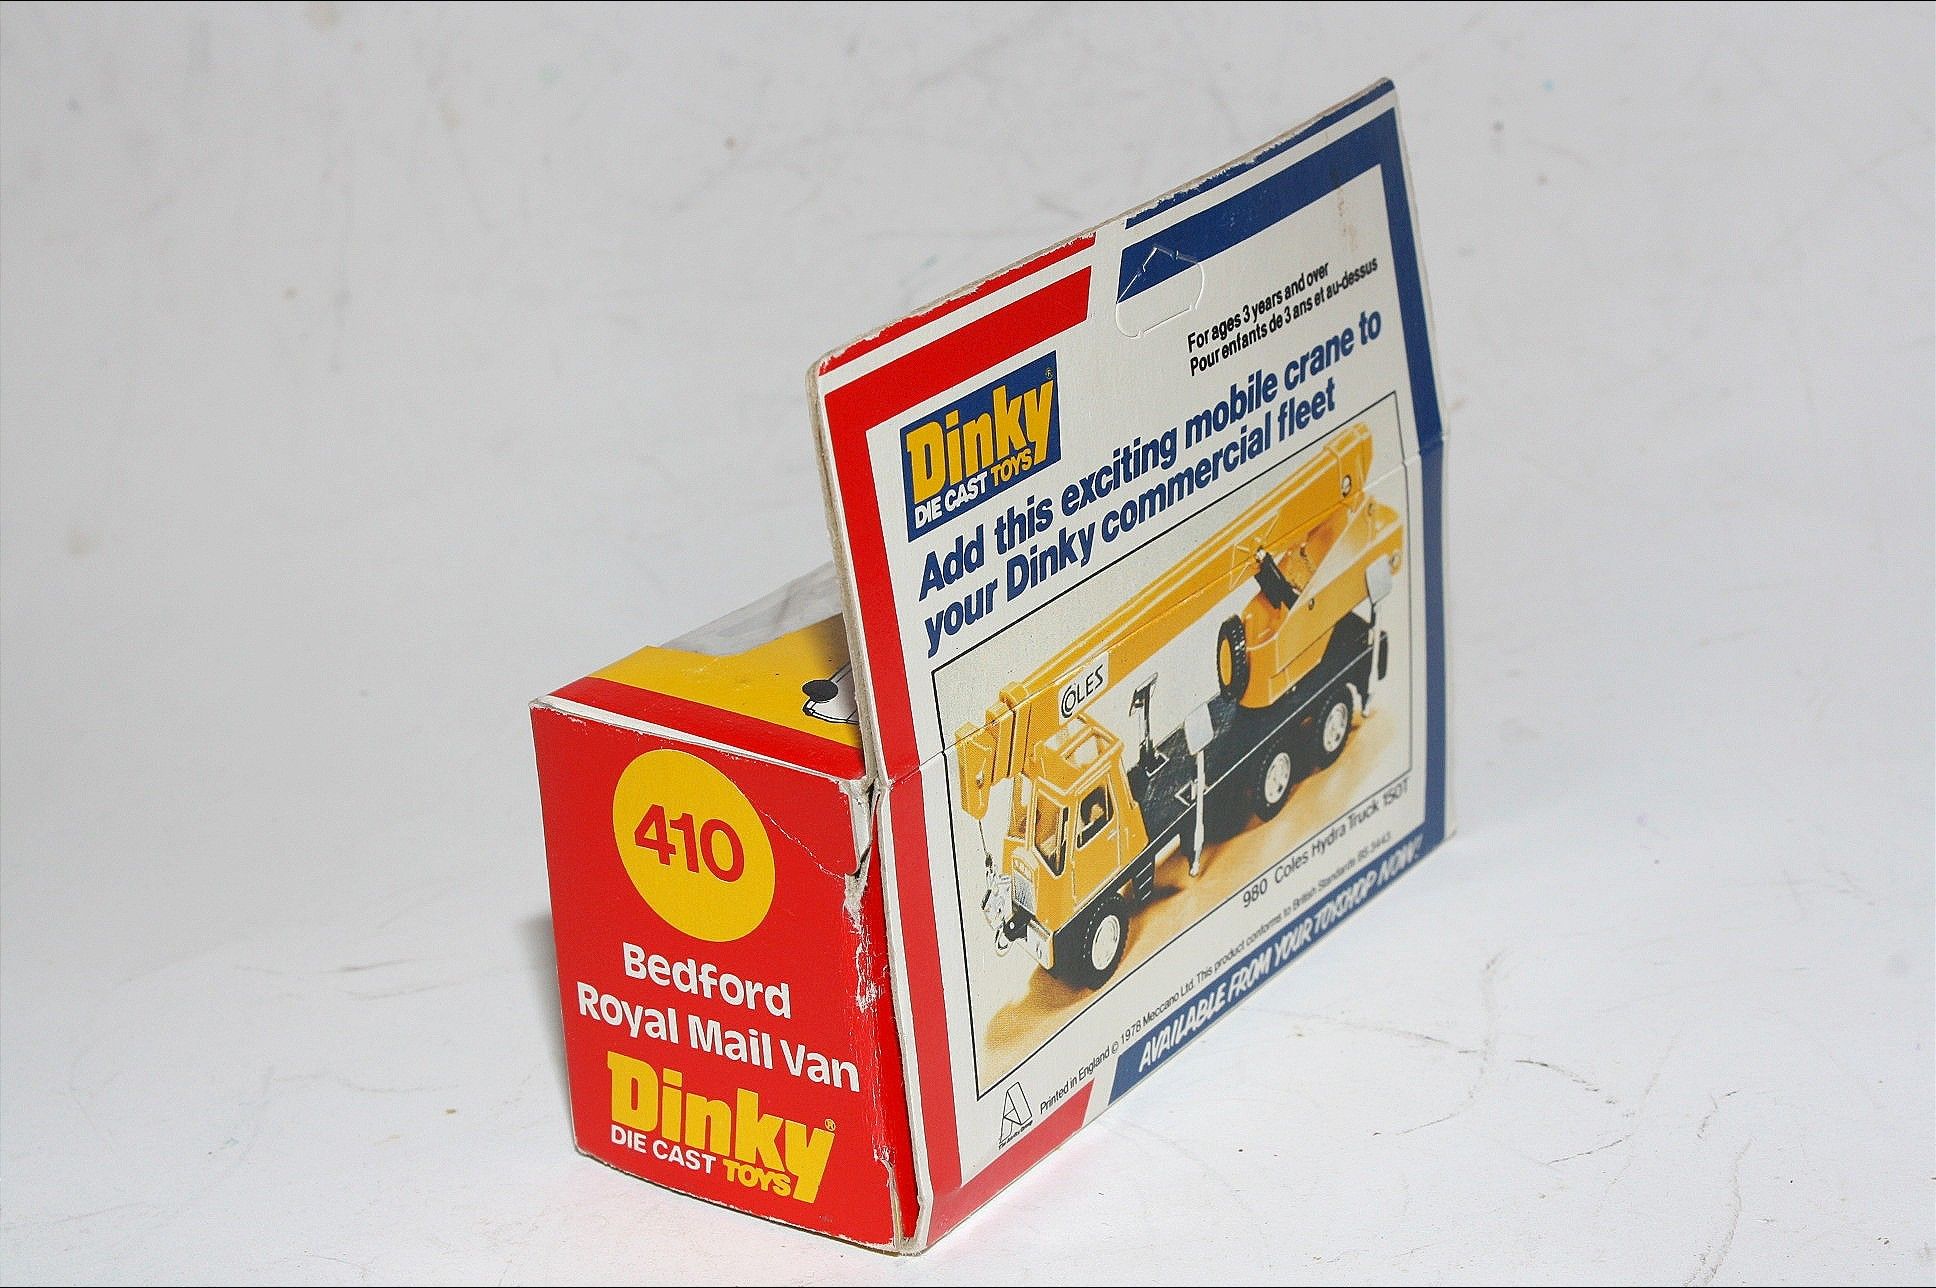 For ages 3 years and over
Pour enfants de 3 ans et au-dessus
Dinky®
DIE CAST TOYS
Add this exciting mobile crane to
your Dinky commercial fleet
COLES
980 Coles Hydra Truck 150T
Printed in England © 1978 Meccano Ltd. This product conforms to British Standards BS 3443.
AVAILABLE FROM YOUR TOYSHOP NOW!
410
Bedford
Royal Mail Van
Dinky®
DIE CAST TOYS